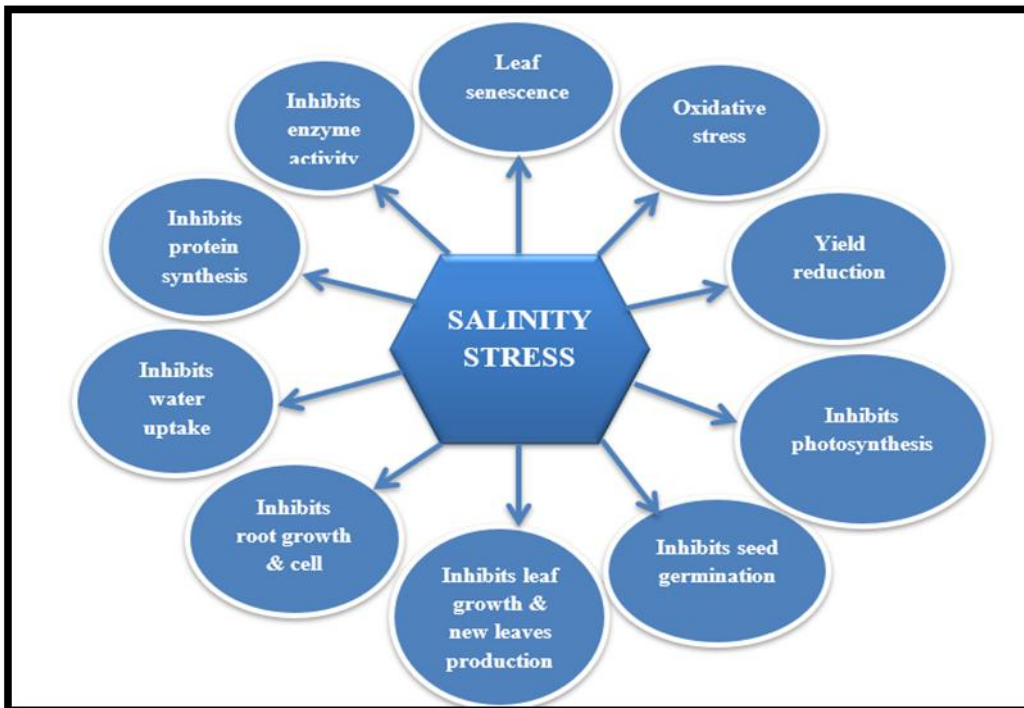 Leaf
senescence
Oxidative
stress
Yield
reduction
Inhibits
photosynthesis
Inhibits seed
germination
Inhibits leaf
growth &
new leaves
production
Inhibits
root growth
& cell
Inhibits
water
uptake
Inhibits
protein
synthesis
Inhibits
enzyme
activity
SALINITY
STRESS